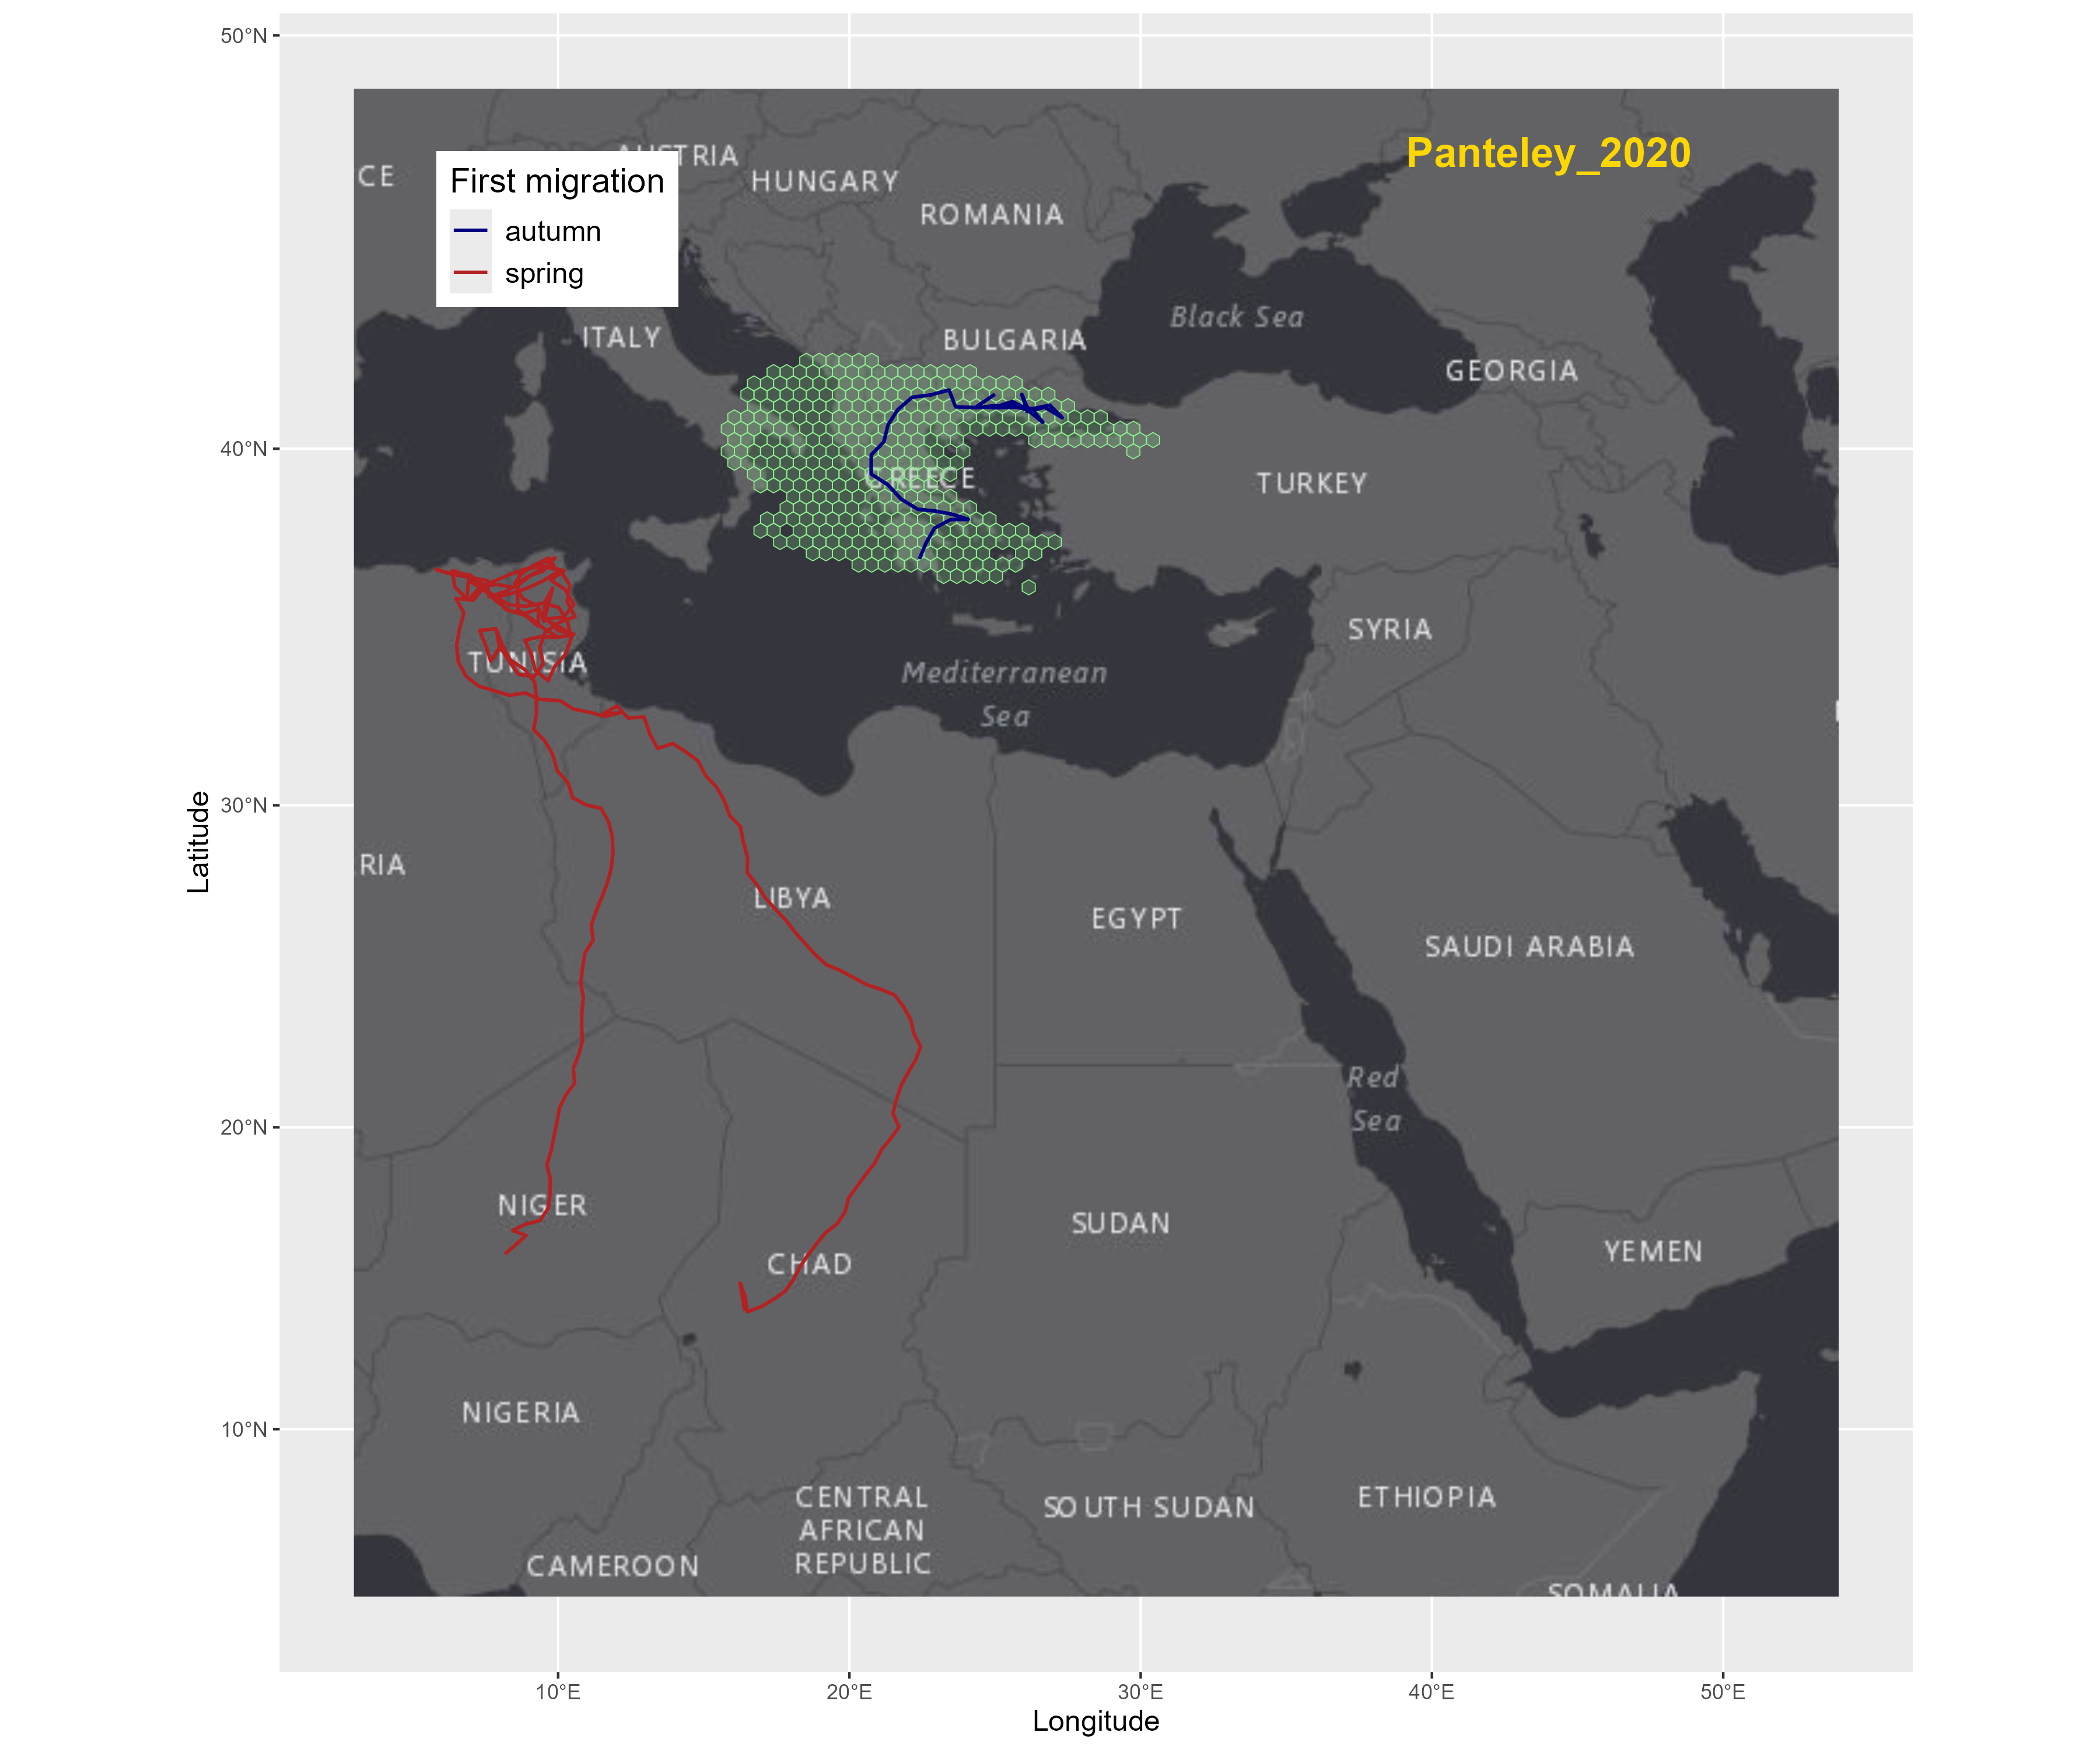 50°N
Panteley_2020
AUSTRIA
CE
HUNGARY
First migration
ROMANIA
autumn
spring
Black Sea
ITALY
BULGARIA
GEORGIA
40°N
GREECE
TURKEY
SYRIA
TUNISIA
Mediterranean
Sea
30°N
Latitude
RIA
LIBYA
EGYPT
SAUDI ARABIA
Red
Sea
20°N
NIGER
SUDAN
YEMEN
CHAD
NIGERIA
10°N
CENTRAL
AFRICAN
REPUBLIC
SOUTH SUDAN
ETHIOPIA
CAMEROON
SOMALIA
10°E
20°E
30°E
40°E
50°E
Longitude